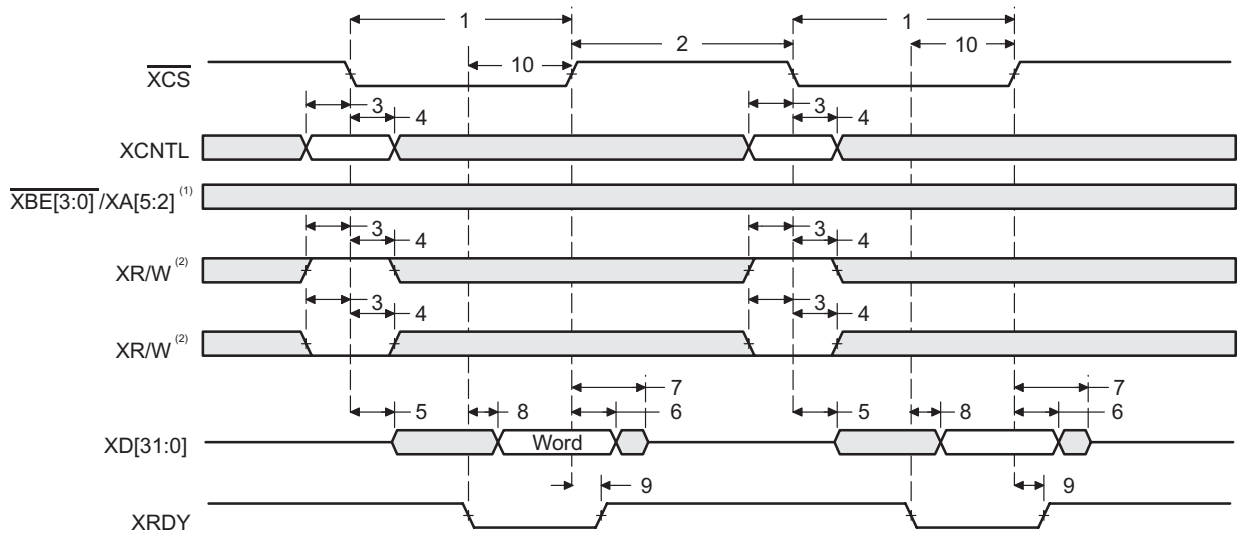 1 1
2
10 10
XCS
3 3
4 4
XCNTL
XBE[3:0]/XA[5:2] (1)
3 3
4 4
XR/W (2)
3 3
4 4
XR/W (2)
7 7
5 8 6 5 8 6
XD[31:0] Word
9 9
XRDY